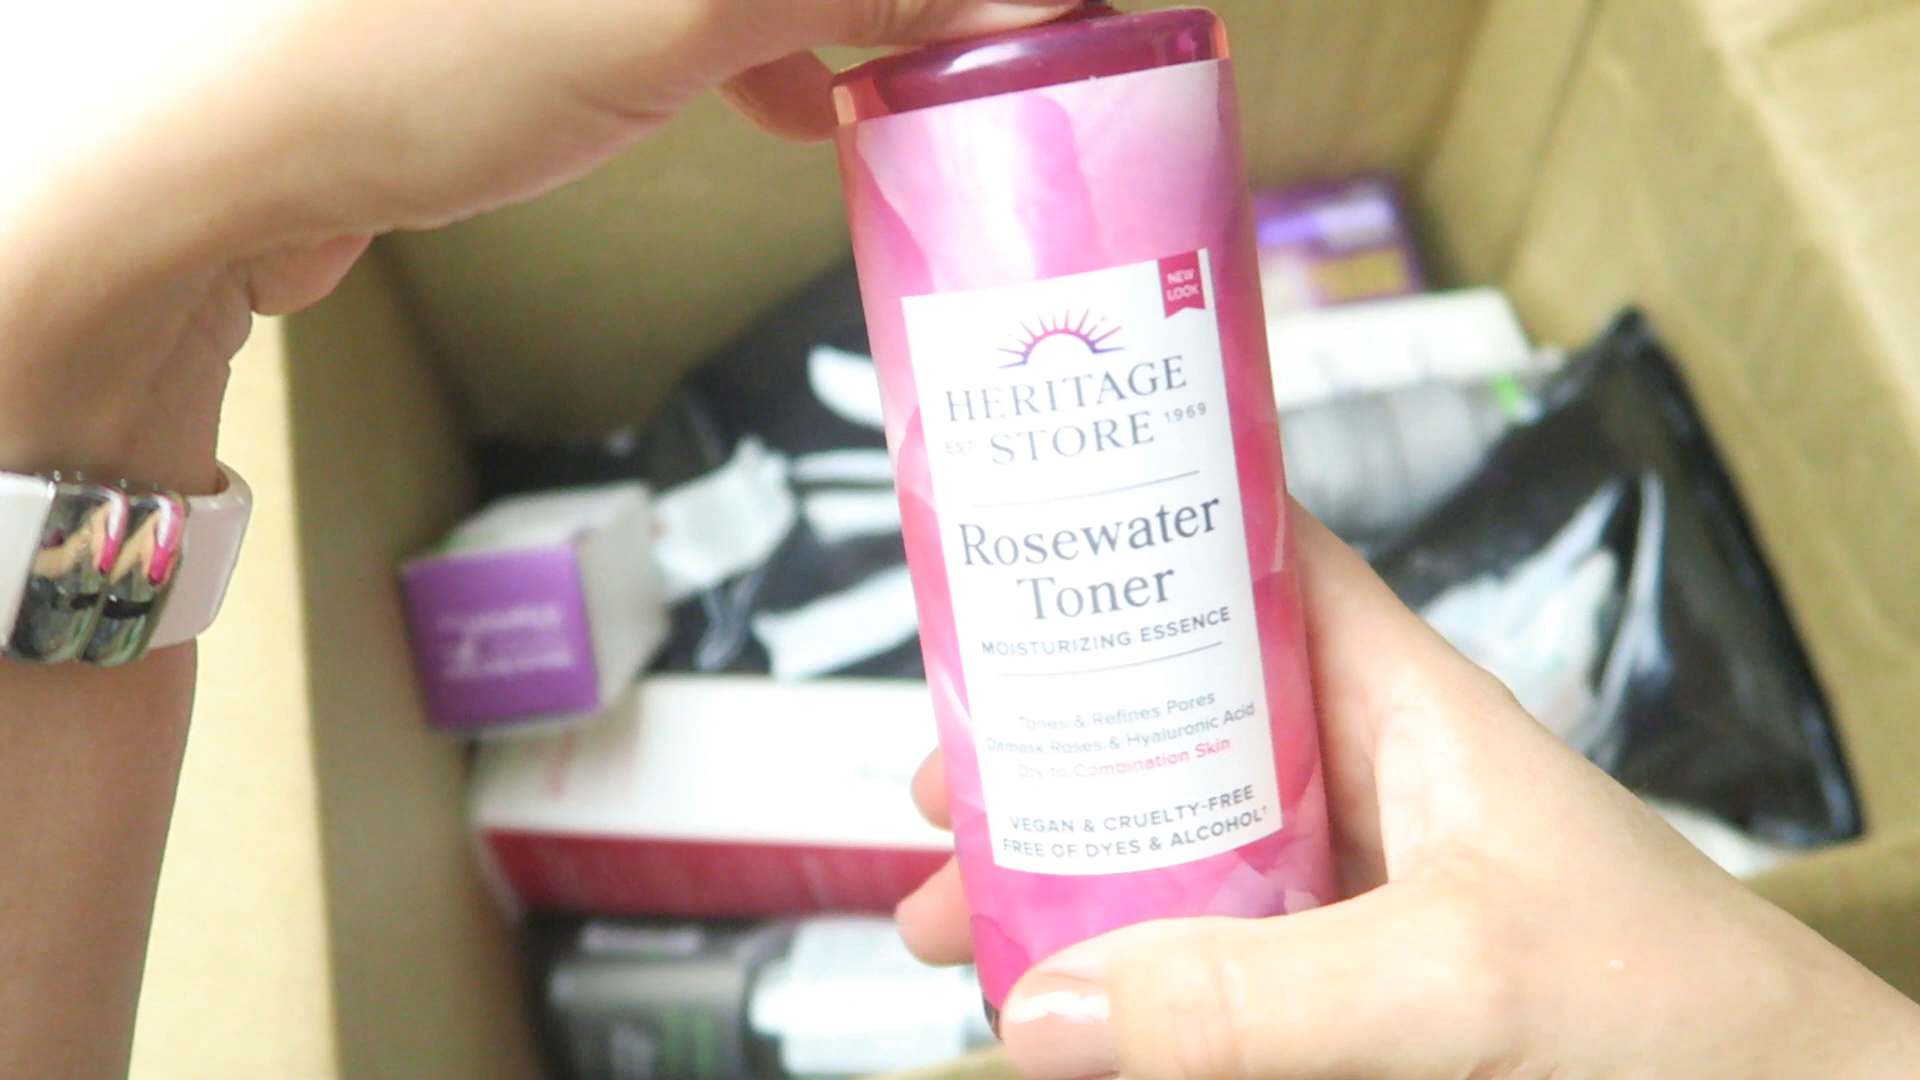 NEW
LOOK
HERITAGE
EST STORE 1969
Rosewater
Toner
MOISTURIZING ESSENCE
Tones & Refines Pores
Damask Roses & Hyaluronic Acid
Dry to Combination Skin
VEGAN & CRUELTY-FREE
FREE OF DYES & ALCOHOL†